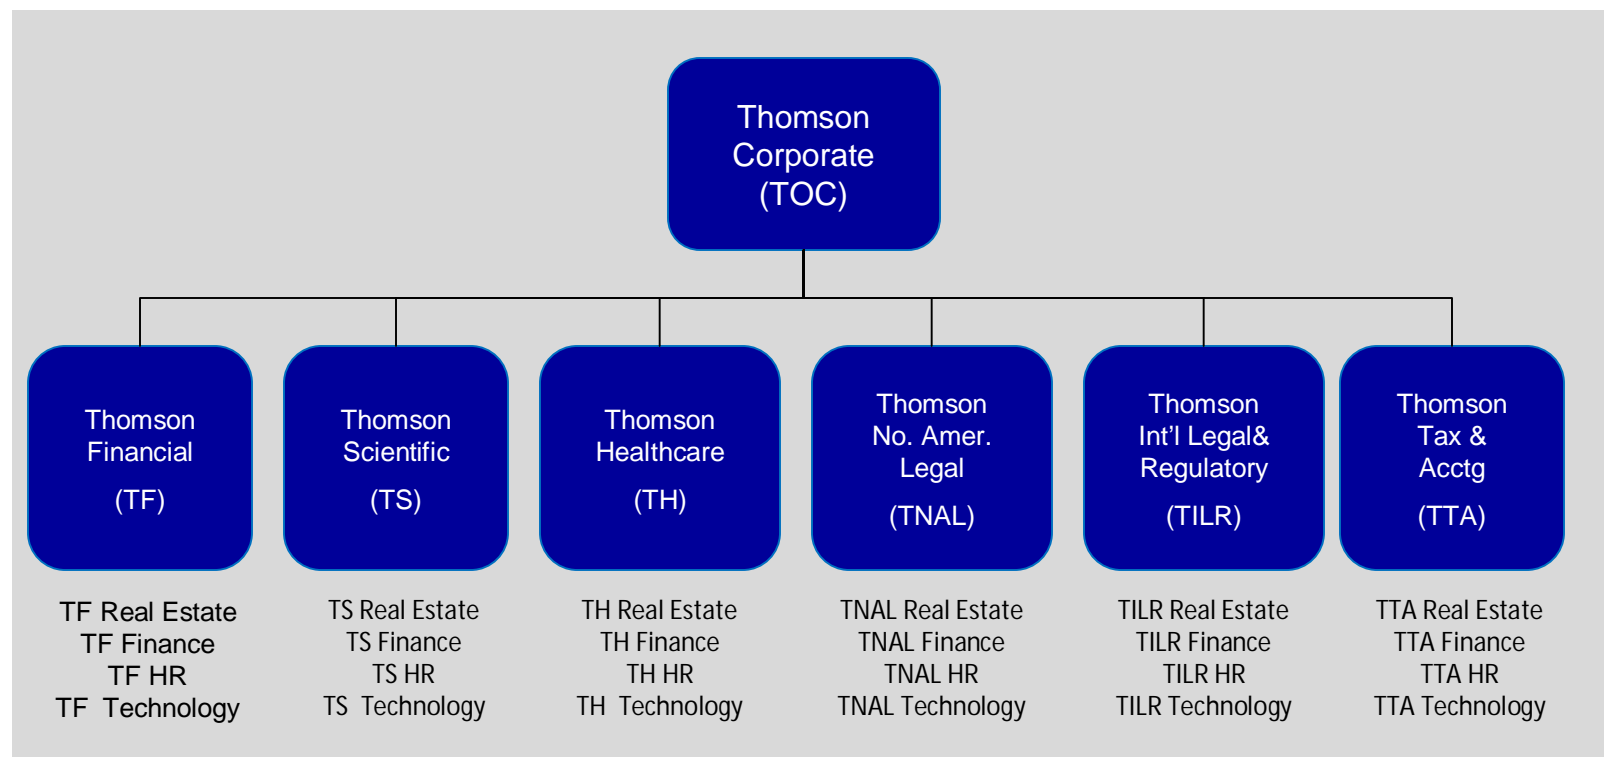 Thomson
Corporate
(TOC)
Thomson
Financial
(TF)
Thomson
Scientific
(TS)
Thomson
Healthcare
(TH)
Thomson
No. Amer.
Legal
(TNAL)
Thomson
Int'l Legal&
Regulatory
(TILR)
Thomson
Tax &
Acctg
(TTA)
TF Real Estate
TF Finance
TF HR
TF  Technology
TS Real Estate
TS Finance
TS HR
TS  Technology
TH Real Estate
TH Finance
TH HR
TH  Technology
TNAL Real Estate
TNAL Finance
TNAL HR
TNAL Technology
TILR Real Estate
TILR Finance
TILR HR
TILR Technology
TTA Real Estate
TTA Finance
TTA HR
TTA Technology